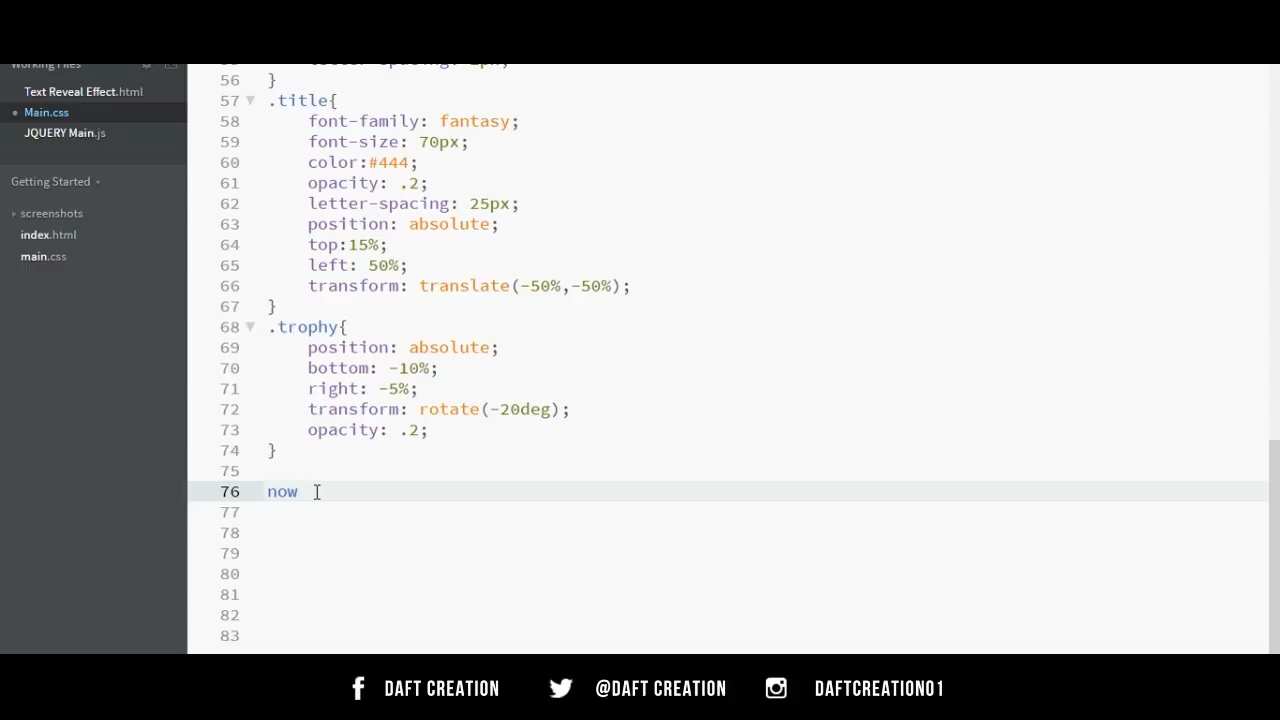 Working Files
Text Reveal Effect.html
Main.css
JQUERY Main.js
Getting Started
screenshots
index.html
main.css
56 }
57 .title{
58 font-family: fantasy;
59 font-size: 70px;
60 color:#444;
61 opacity: .2;
62 letter-spacing: 25px;
63 position: absolute;
64 top:15%;
65 left: 50%;
66 transform: translate(-50%,-50%);
67 }
68 .trophy{
69 position: absolute;
70 bottom: -10%;
71 right: -5%;
72 transform: rotate(-20deg);
73 opacity: .2;
74 }
75
76 now
77
78
79
80
81
82
83
DAFT CREATION @DAFT CREATION DAFTCREATION01